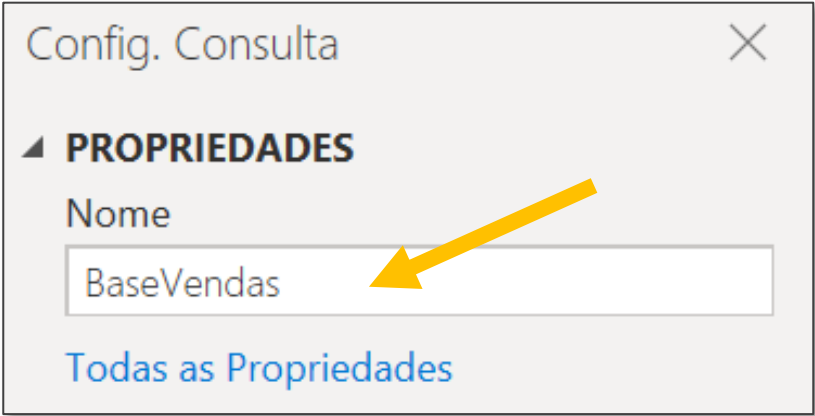 Config. Consulta
PROPRIEDADES
Nome
BaseVendas
Todas as Propriedades